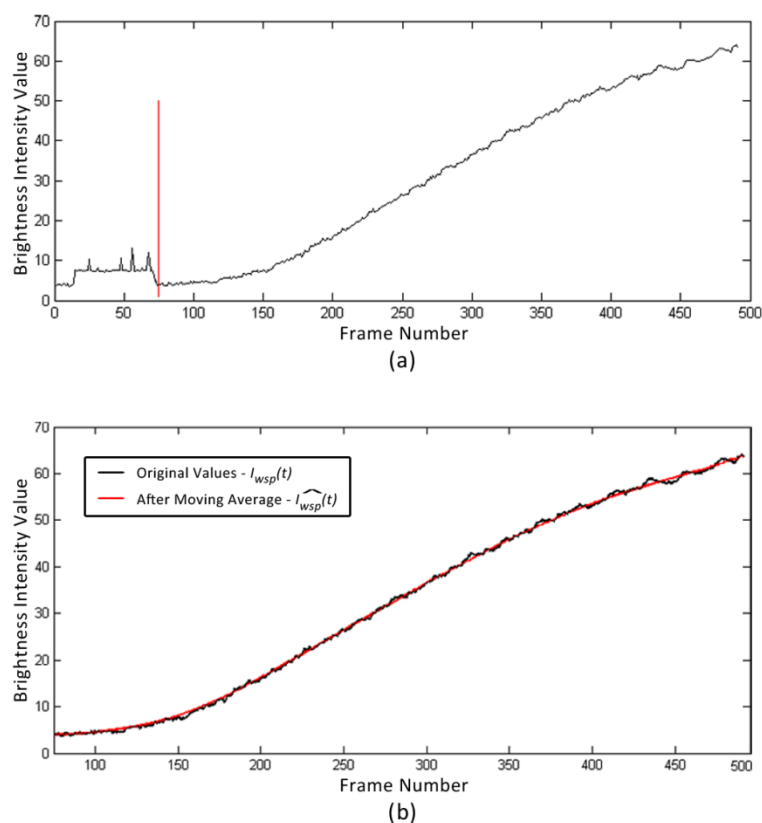 Brightness Intensity Value
70
60
50
40
30
20
10
0
0 50 100 150 200 250 300 350 400 450 500
Frame Number
(a)
Brightness Intensity Value
70
60
50
40
30
20
10
0
Original Values - I_wsp(t)
After Moving Average - I_wsp(t)
100 150 200 250 300 350 400 450 500
Frame Number
(b)